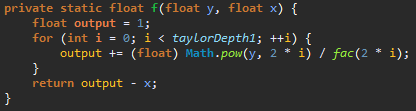 private static float f(float y, float x) {
    float output = 1;
    for (int i = 0; i < taylorDepth1; ++i) {
        output += (float) Math.pow(y, 2 * i) / fac(2 * i);
    }
    return output - x;
}